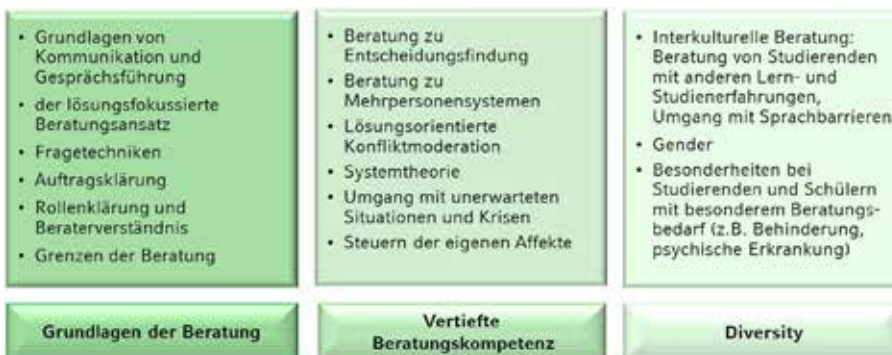 • Grundlagen von
Kommunikation und
Gesprächsführung
• der lösungsfokussierte
Beratungsansatz
• Fragetechniken
• Auftragsklärung
• Rollenklärung und
Beraterverständnis
• Grenzen der Beratung
Grundlagen der Beratung
• Beratung zu
Entscheidungsfindung
• Beratung zu
Mehrpersonensystemen
• Lösungsorientierte
Konfliktmoderation
• Systemtheorie
• Umgang mit unerwarteten
Situationen und Krisen
• Steuern der eigenen Affekte
Vertiefte
Beratungskompetenz
• Interkulturelle Beratung:
Beratung von Studierenden
mit anderen Lern- und
Studienerfahrungen,
Umgang mit Sprachbarrieren
• Gender
• Besonderheiten bei
Studierenden und Schülern
mit besonderem Beratungs-
bedarf (z.B. Behinderung,
psychische Erkrankung)
Diversity